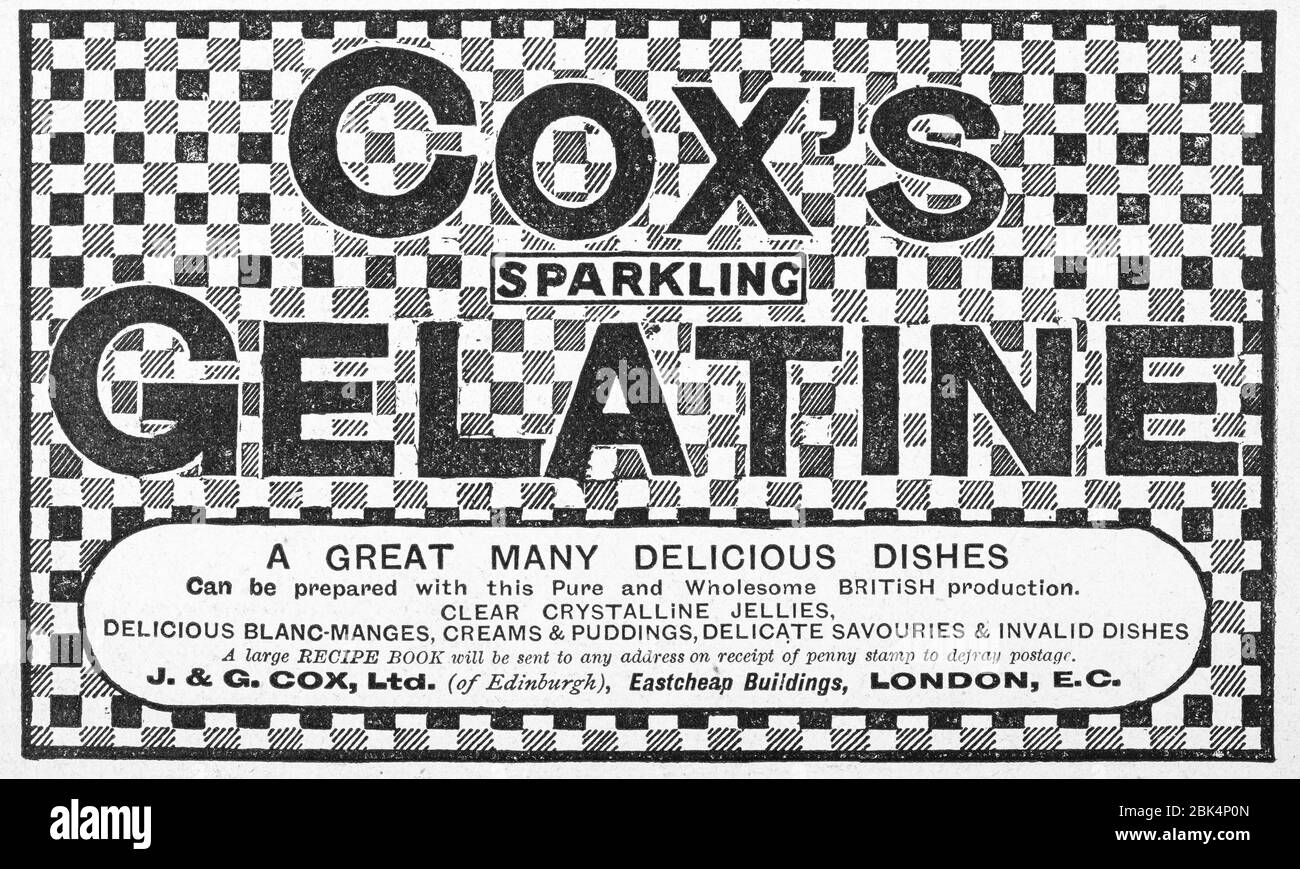 COX'S
SPARKLING
GELATINE
A GREAT MANY DELICIOUS DISHES
Can be prepared with this Pure and Wholesome BRITiSH production.
CLEAR CRYSTALLiNE JELLIES,
DELICIOUS BLANC-MANGES, CREAMS & PUDDINGS, DELICATE SAVOURIES & INVALID DISHES
A large RECIPE BOOK will be sent to any address on receipt of penny stamp to defray postage.
J. & G. COX, Ltd. (of Edinburgh), Eastcheap Buildings, LONDON, E.C.
alamy
Image ID: 2BK4P0N
www.alamy.com